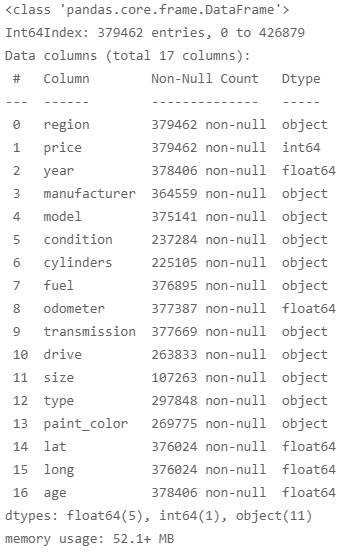 <class 'pandas.core.frame.DataFrame'>
Int64Index: 379462 entries, 0 to 426879
Data columns (total 17 columns):
 #   Column        Non-Null Count   Dtype
---  ------        --------------   -----
 0   region        379462 non-null  object
 1   price         379462 non-null  int64
 2   year          378406 non-null  float64
 3   manufacturer  364559 non-null  object
 4   model         375141 non-null  object
 5   condition     237284 non-null  object
 6   cylinders     225105 non-null  object
 7   fuel          376895 non-null  object
 8   odometer      377387 non-null  float64
 9   transmission  377669 non-null  object
 10  drive         263833 non-null  object
 11  size          107263 non-null  object
 12  type          297848 non-null  object
 13  paint_color   269775 non-null  object
 14  lat           376024 non-null  float64
 15  long          376024 non-null  float64
 16  age           378406 non-null  float64
dtypes: float64(5), int64(1), object(11)
memory usage: 52.1+ MB